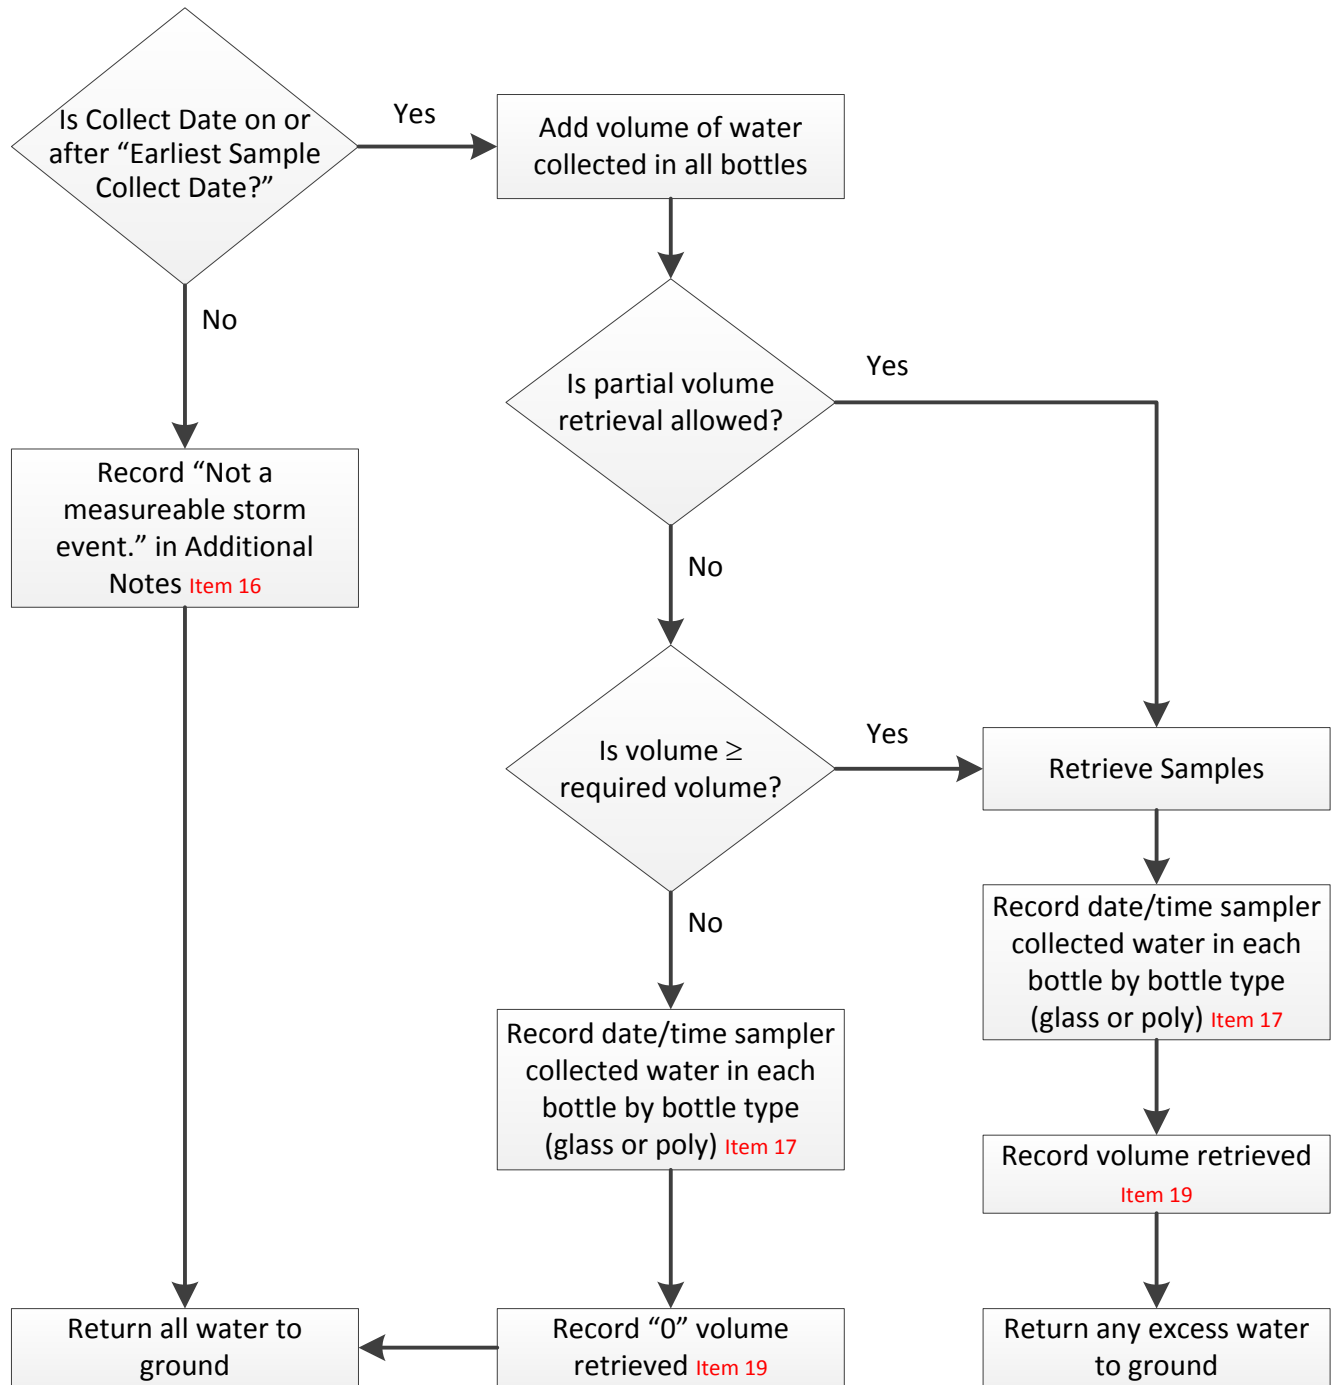 Is Collect Date on or
after “Earliest Sample
Collect Date?”
Yes
Add volume of water
collected in all bottles
No
Is partial volume
retrieval allowed?
Yes
Record “Not a
measureable storm
event.” in Additional
Notes Item 16
No
Is volume ≥
required volume?
Yes
Retrieve Samples
No
Record date/time sampler
collected water in each
bottle by bottle type
(glass or poly) Item 17
Record date/time sampler
collected water in each
bottle by bottle type
(glass or poly) Item 17
Record volume retrieved
Item 19
Return all water to
ground
Record “0” volume
retrieved Item 19
Return any excess water
to ground